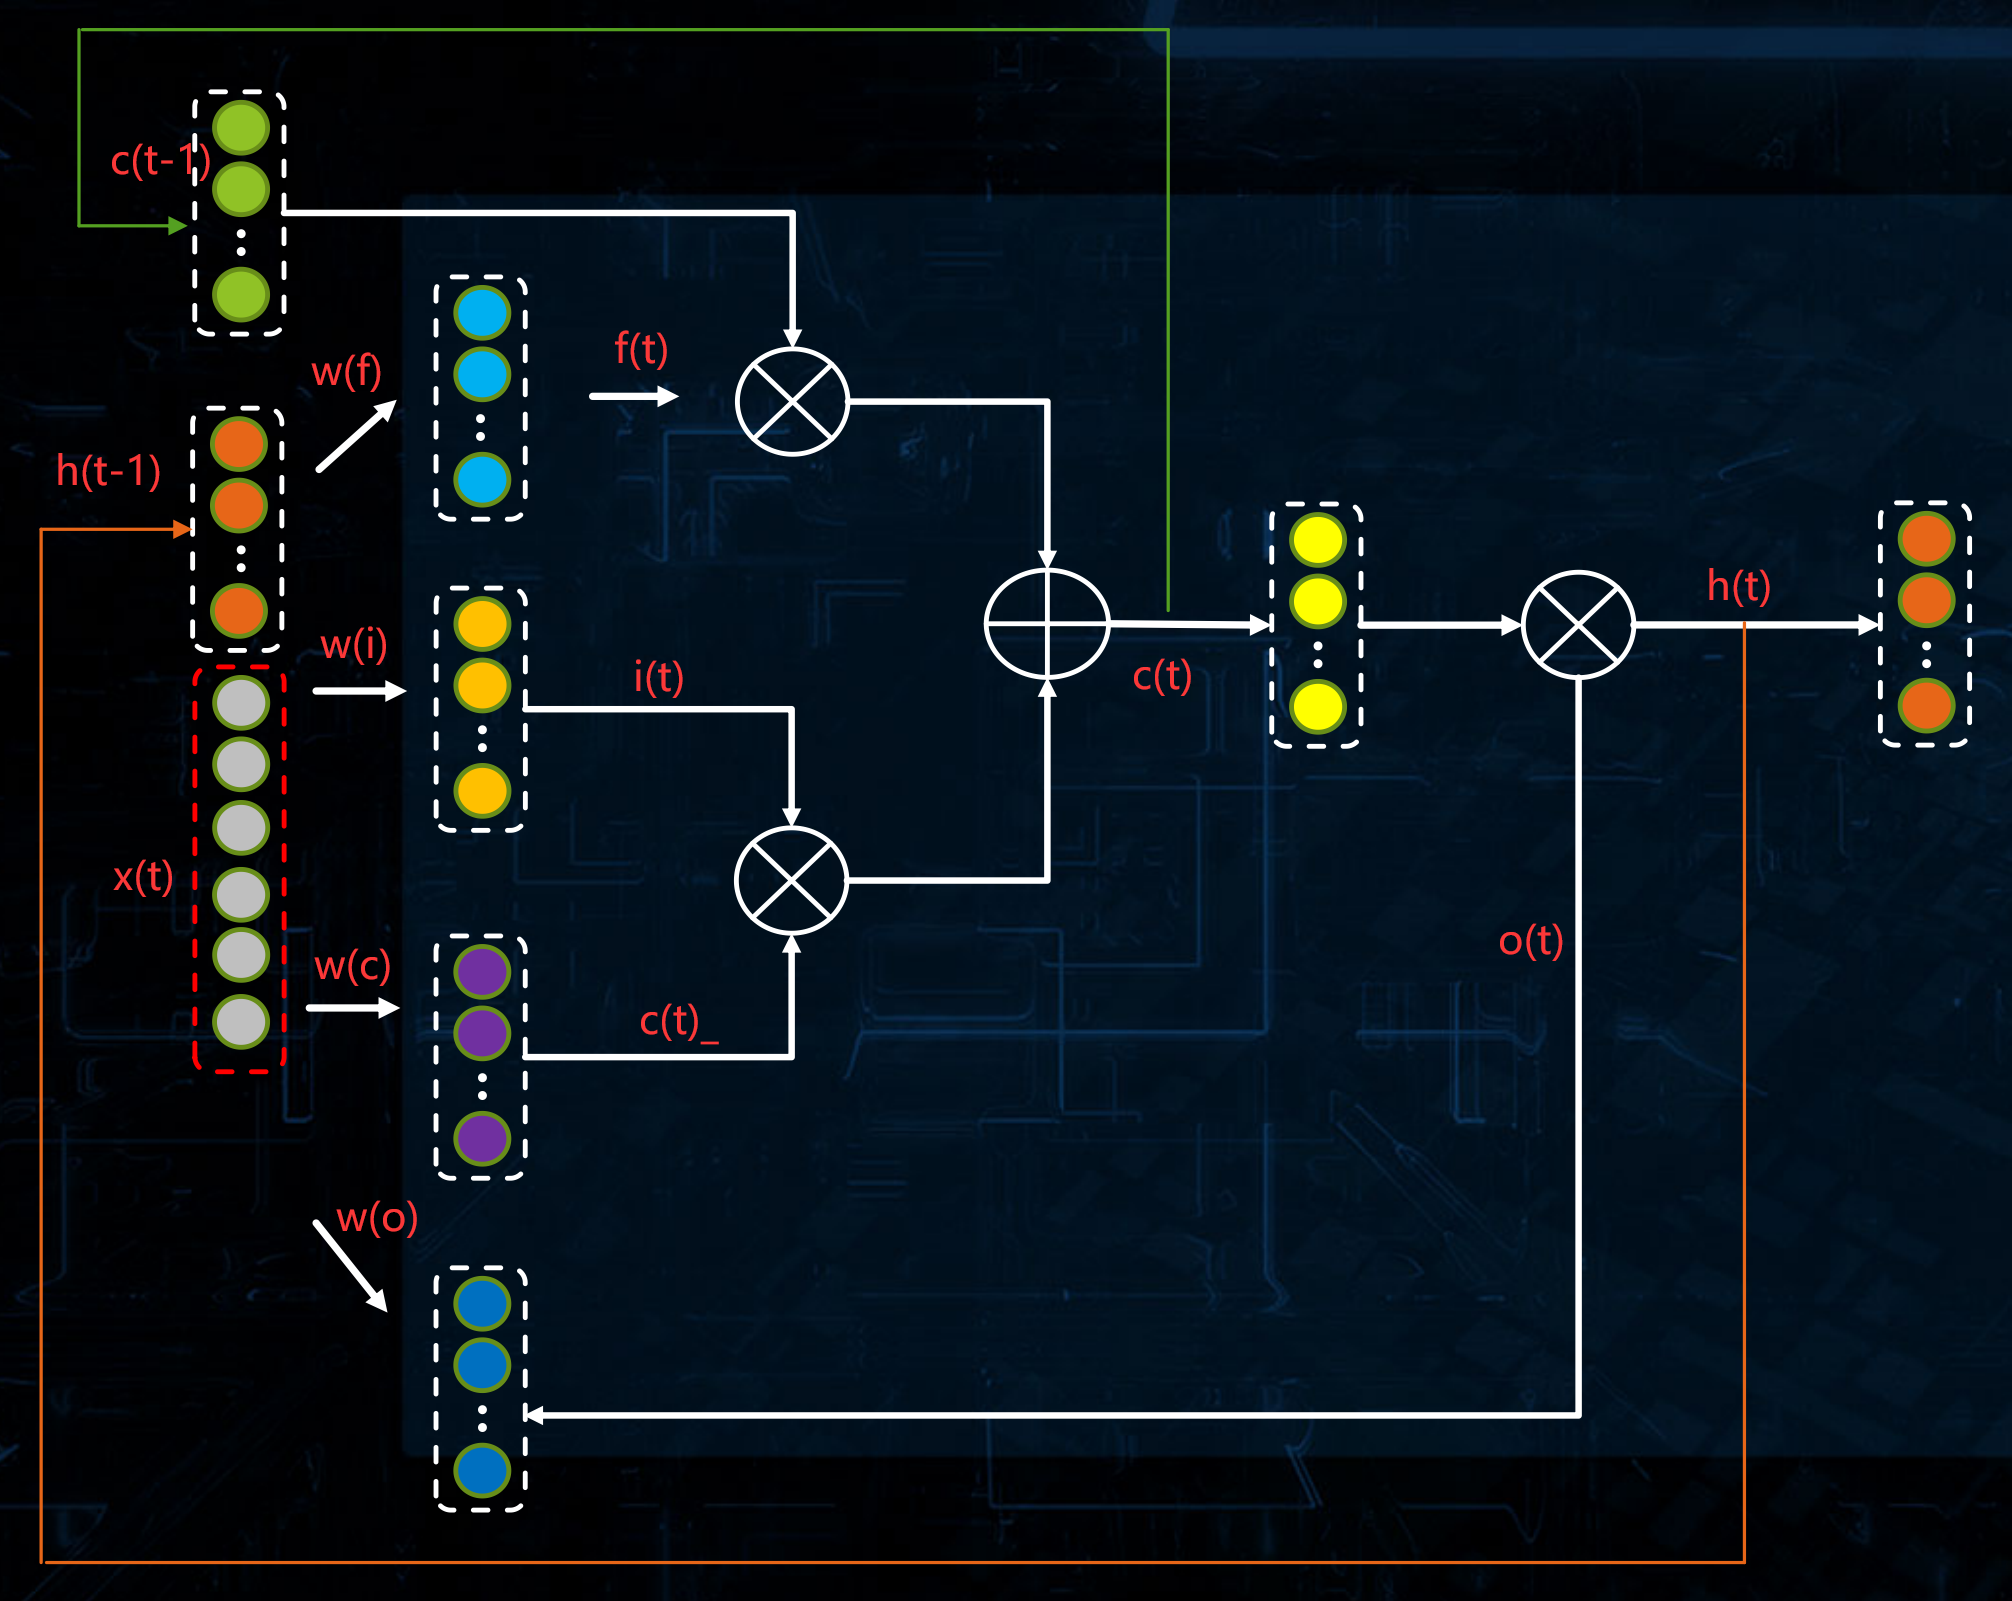 c(t-1)
w(f)
f(t)
h(t-1)
h(t)
w(i)
i(t)
c(t)
x(t)
o(t)
w(c)
c(t)_
w(o)